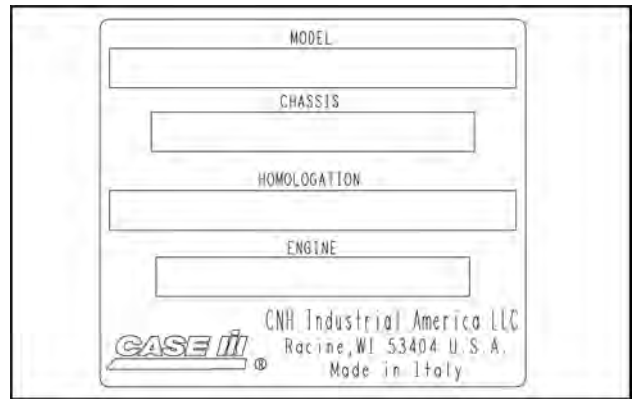 MODEL
CHASSIS
HOMOLOGATION
ENGINE
CNH Industrial America LLC
CASE IH ® Racine,WI 53404 U.S.A.
Made in Italy